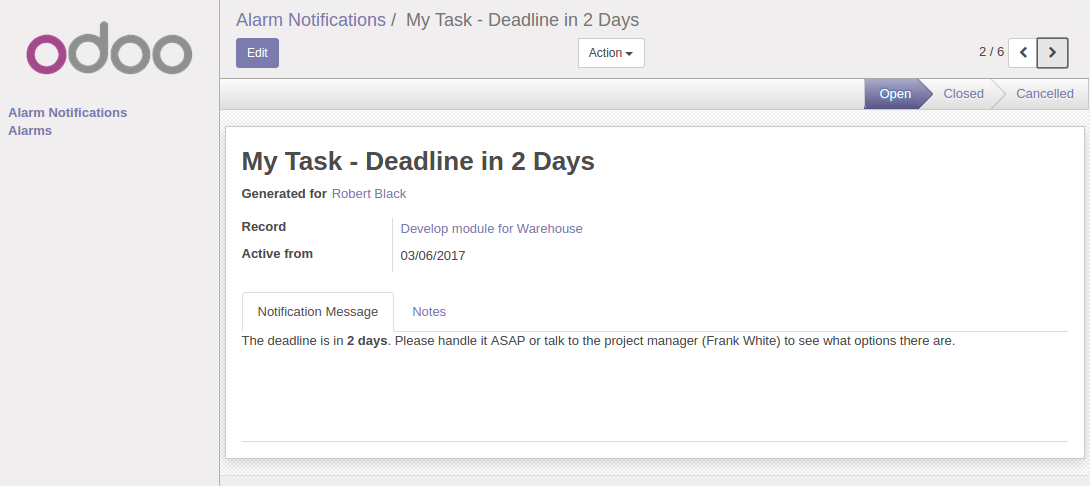 odoo
Alarm Notifications
Alarms
Alarm Notifications / My Task - Deadline in 2 Days
Edit
Action
2 / 6
Open
Closed
Cancelled
My Task - Deadline in 2 Days
Generated for Robert Black
Record Develop module for Warehouse
Active from 03/06/2017
Notification Message Notes
The deadline is in 2 days. Please handle it ASAP or talk to the project manager (Frank White) to see what options there are.